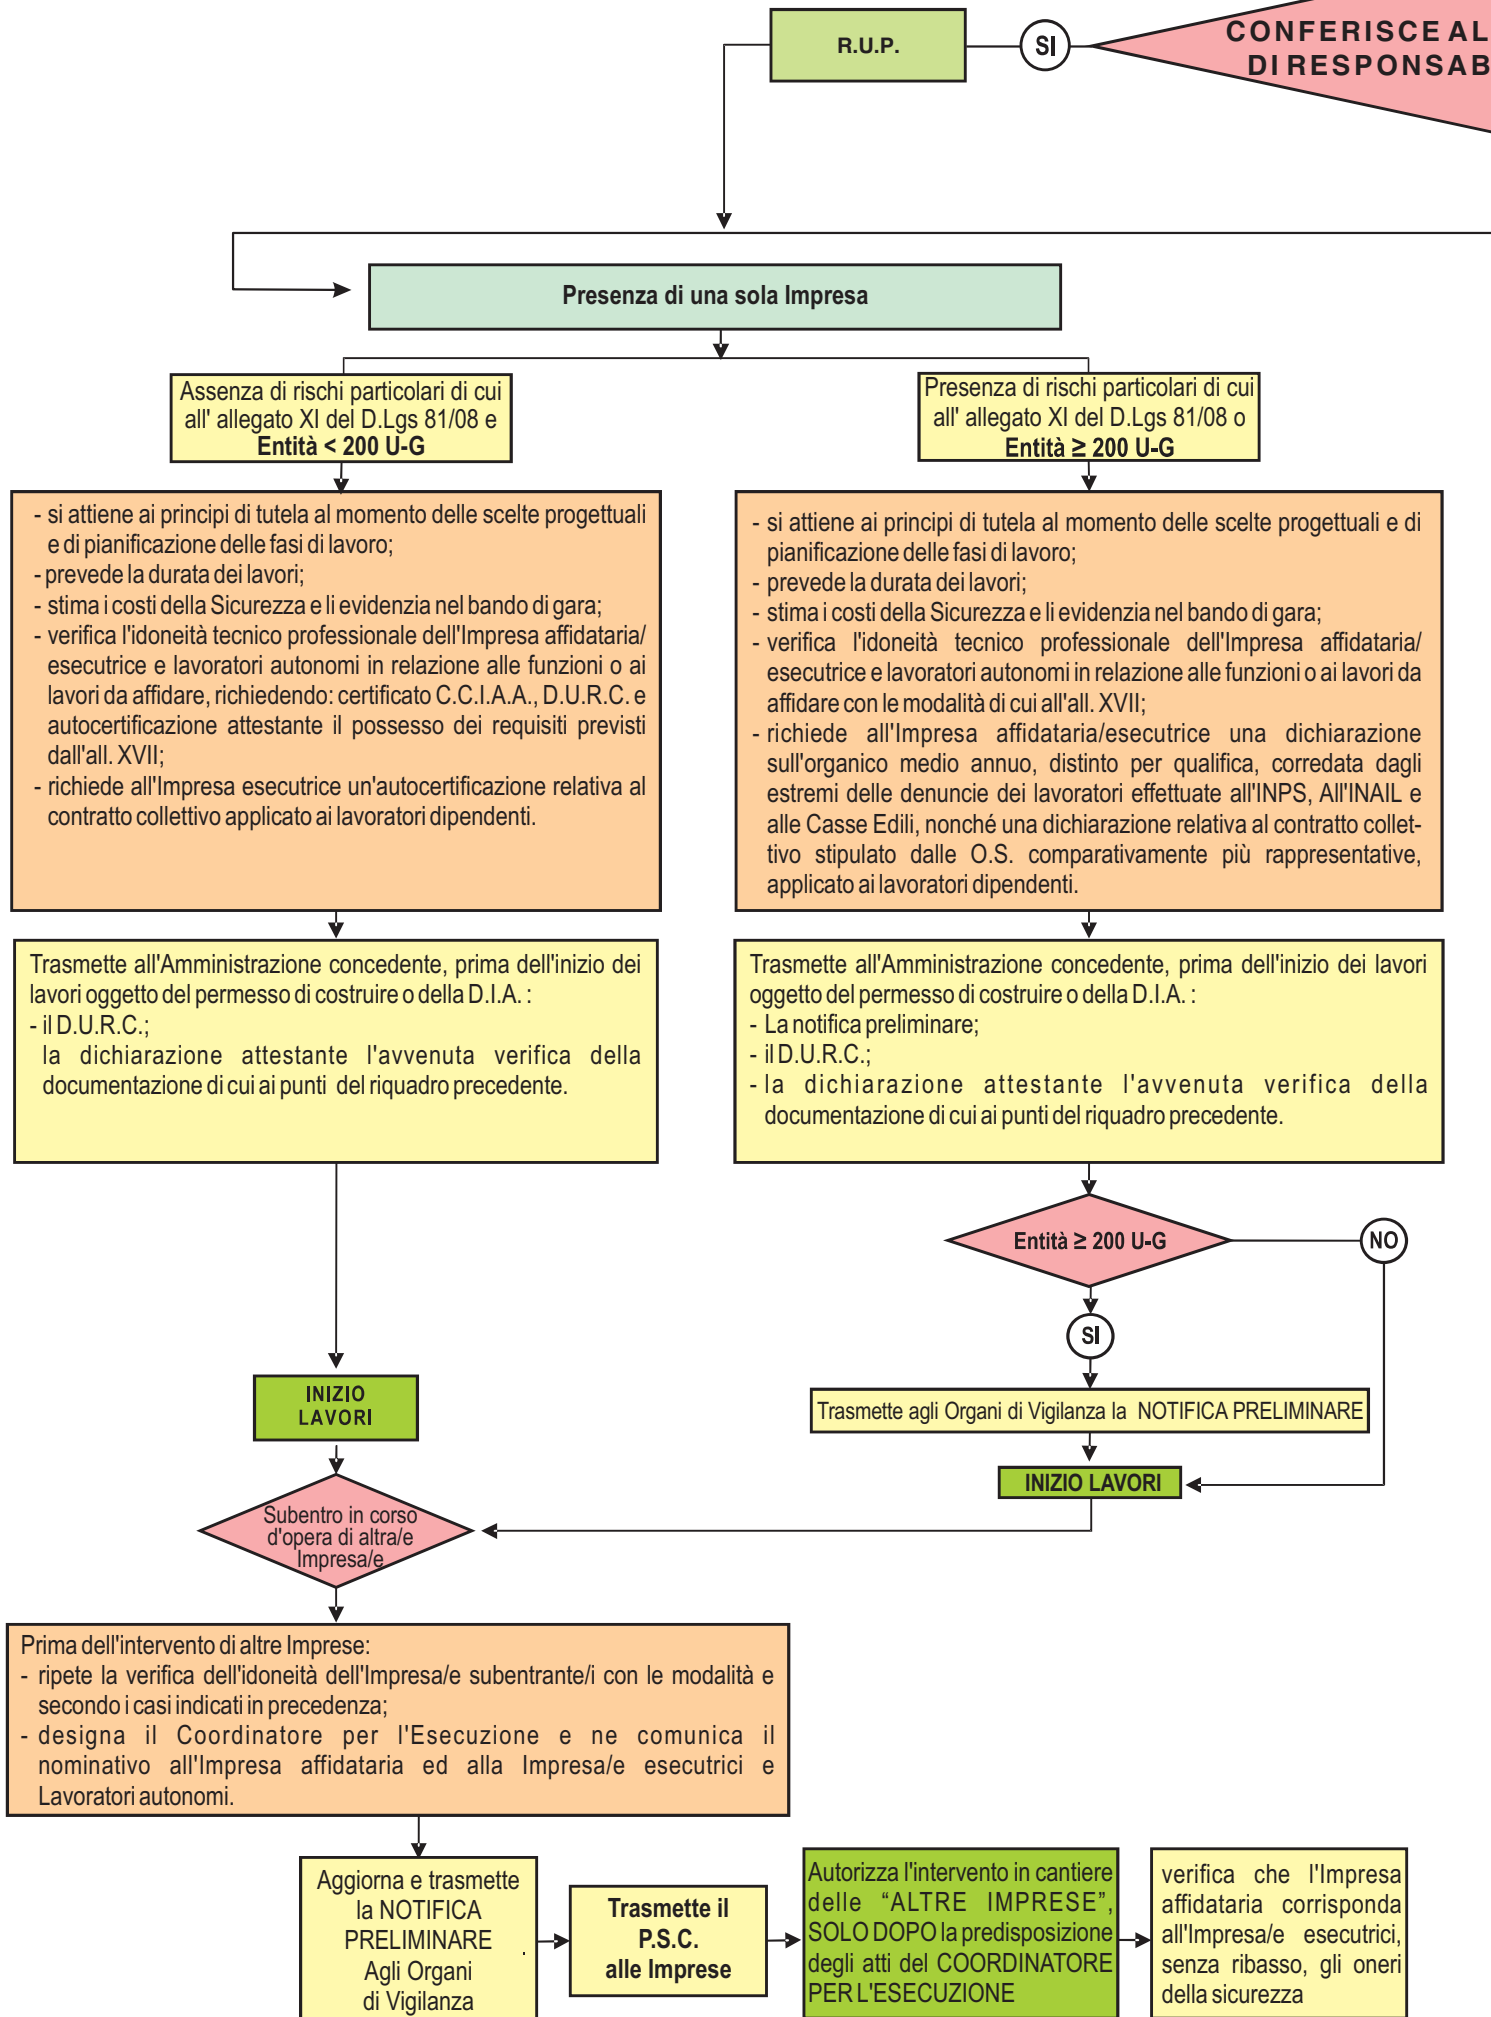 R.U.P.
SI
CONFERISCE AL
DI RESPONSAB
Presenza di una sola Impresa
Assenza di rischi particolari di cui
all' allegato XI del D.Lgs 81/08 e
Entità < 200 U-G
Presenza di rischi particolari di cui
all' allegato XI del D.Lgs 81/08 o
Entità ≥ 200 U-G
- si attiene ai principi di tutela al momento delle scelte progettuali
e di pianificazione delle fasi di lavoro;
- prevede la durata dei lavori;
- stima i costi della Sicurezza e li evidenzia nel bando di gara;
- verifica l'idoneità tecnico professionale dell'Impresa affidataria/
esecutrice e lavoratori autonomi in relazione alle funzioni o ai
lavori da affidare, richiedendo: certificato C.C.I.A.A., D.U.R.C. e
autocertificazione attestante il possesso dei requisiti previsti
dall'all. XVII;
- richiede all'Impresa esecutrice un'autocertificazione relativa al
contratto collettivo applicato ai lavoratori dipendenti.
- si attiene ai principi di tutela al momento delle scelte progettuali e di
pianificazione delle fasi di lavoro;
- prevede la durata dei lavori;
- stima i costi della Sicurezza e li evidenzia nel bando di gara;
- verifica l'idoneità tecnico professionale dell'Impresa affidataria/
esecutrice e lavoratori autonomi in relazione alle funzioni o ai lavori da
affidare con le modalità di cui all'all. XVII;
- richiede all'Impresa affidataria/esecutrice una dichiarazione
sull'organico medio annuo, distinto per qualifica, corredata dagli
estremi delle denuncie dei lavoratori effettuate all'INPS, All'INAIL e
alle Casse Edili, nonché una dichiarazione relativa al contratto collet-
tivo stipulato dalle O.S. comparativamente più rappresentative,
applicato ai lavoratori dipendenti.
Trasmette all'Amministrazione concedente, prima dell'inizio dei
lavori oggetto del permesso di costruire o della D.I.A. :
- il D.U.R.C.;
la dichiarazione attestante l'avvenuta verifica della
documentazione di cui ai punti del riquadro precedente.
Trasmette all'Amministrazione concedente, prima dell'inizio dei lavori
oggetto del permesso di costruire o della D.I.A. :
- La notifica preliminare;
- il D.U.R.C.;
- la dichiarazione attestante l'avvenuta verifica della
documentazione di cui ai punti del riquadro precedente.
Entità ≥ 200 U-G
NO
SI
Trasmette agli Organi di Vigilanza la NOTIFICA PRELIMINARE
INIZIO LAVORI
INIZIO
LAVORI
Subentro in corso
d'opera di altra/e
Impresa/e
Prima dell'intervento di altre Imprese:
- ripete la verifica dell'idoneità dell'Impresa/e subentrante/i con le modalità e
secondo i casi indicati in precedenza;
- designa il Coordinatore per l'Esecuzione e ne comunica il
nominativo all'Impresa affidataria ed alla Impresa/e esecutrici e
Lavoratori autonomi.
Aggiorna e trasmette
la NOTIFICA
PRELIMINARE
.
Agli Organi
di Vigilanza
Trasmette il
P.S.C.
alle Imprese
Autorizza l'intervento in cantiere
delle “ALTRE IMPRESE”,
SOLO DOPO la predisposizione
degli atti del COORDINATORE
PER L'ESECUZIONE
verifica che l'Impresa
affidataria corrisponda
all'Impresa/e esecutrici,
senza ribasso, gli oneri
della sicurezza